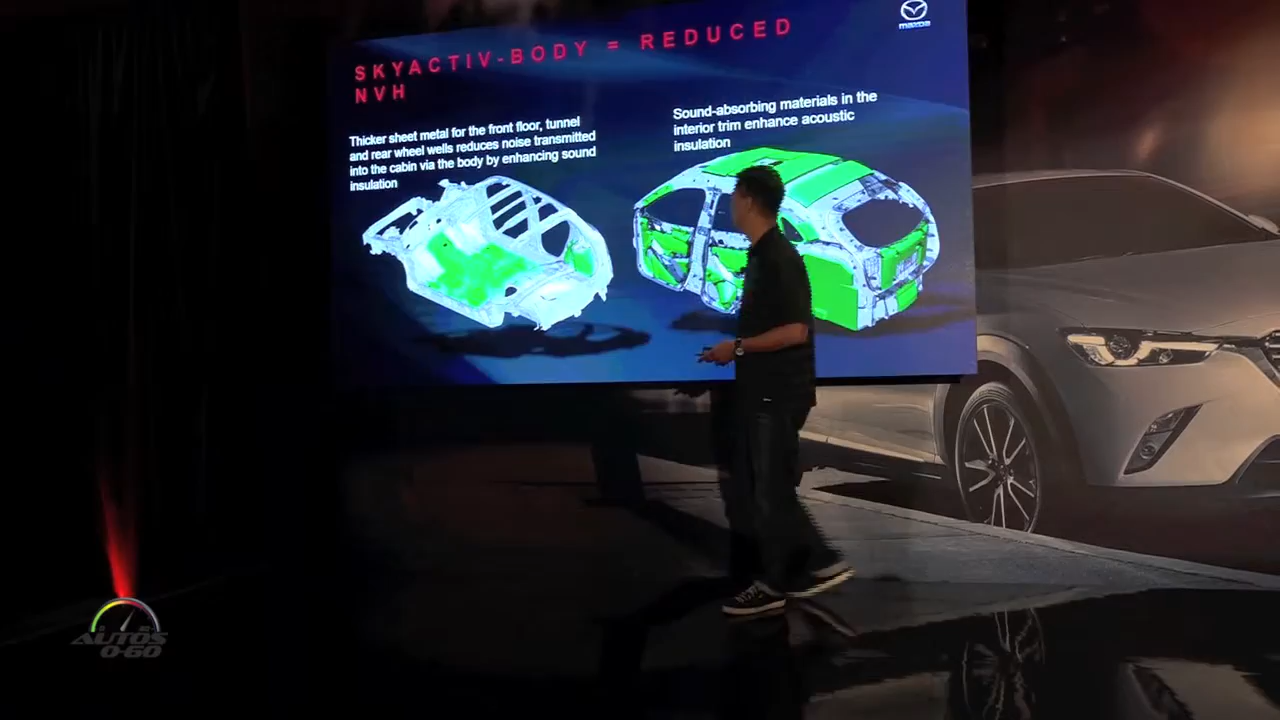 SKYACTIV-BODY = REDUCED
NVH
mazda
Thicker sheet metal for the front floor, tunnel
and rear wheel wells reduces noise transmitted
into the cabin via the body by enhancing sound
insulation
Sound-absorbing materials in the
interior trim enhance acoustic
insulation
AUTOS
0-60